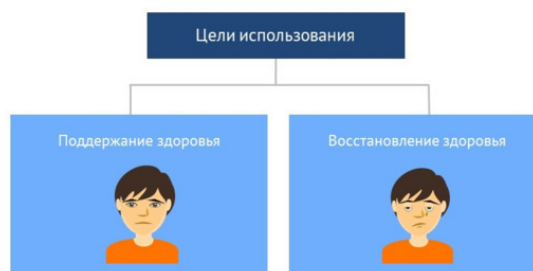 Цели использования
Поддержание здоровья
Восстановление здоровья